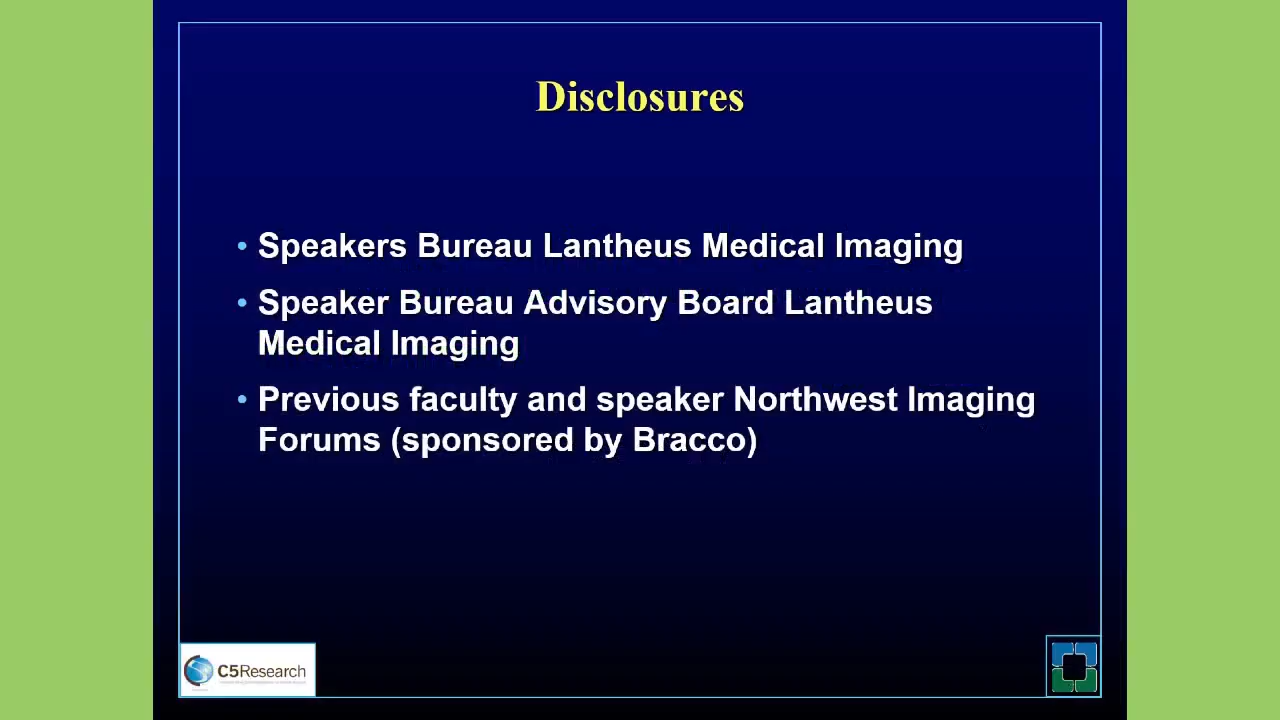 Disclosures
• Speakers Bureau Lantheus Medical Imaging
• Speaker Bureau Advisory Board Lantheus
Medical Imaging
• Previous faculty and speaker Northwest Imaging
Forums (sponsored by Bracco)
C5Research